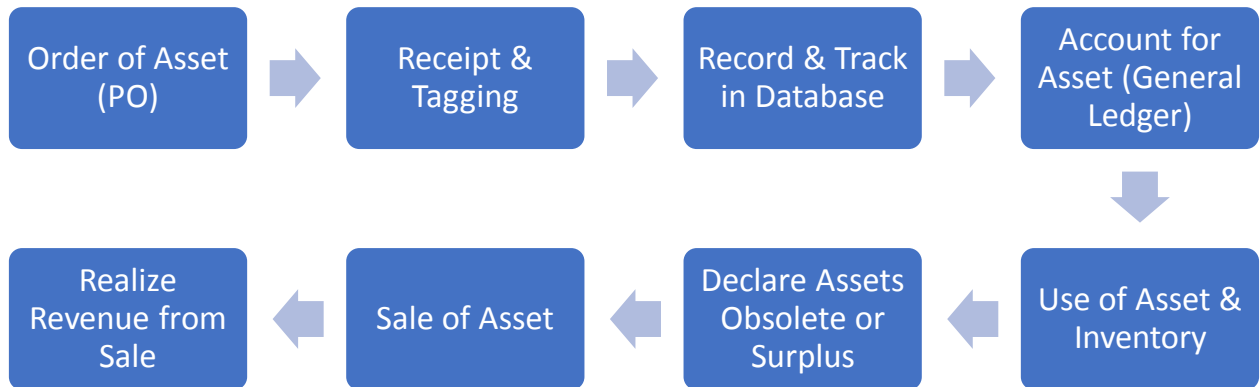 Order of Asset
(PO)
Receipt &
Tagging
Record & Track
in Database
Account for
Asset (General
Ledger)
Use of Asset &
Inventory
Declare Assets
Obsolete or
Surplus
Sale of Asset
Realize
Revenue from
Sale